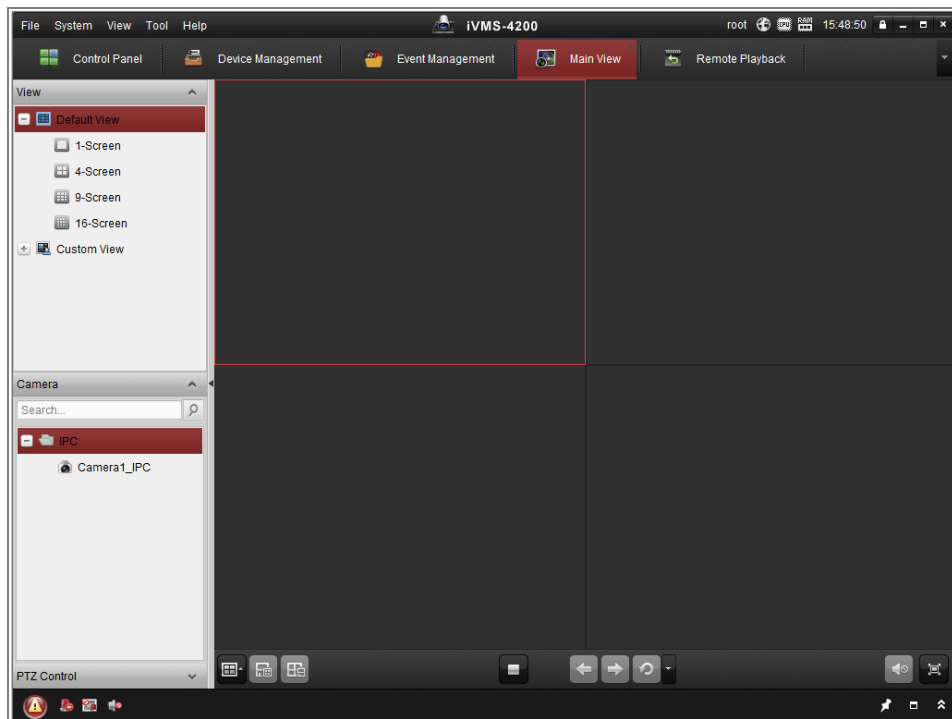 File System View Tool Help iVMS-4200 root CPU RAM 15:48:50
Control Panel Device Management Event Management Main View Remote Playback
View
Default View
1-Screen
4-Screen
9-Screen
16-Screen
Custom View
Camera
Search...
IPC
Camera1_IPC
PTZ Control